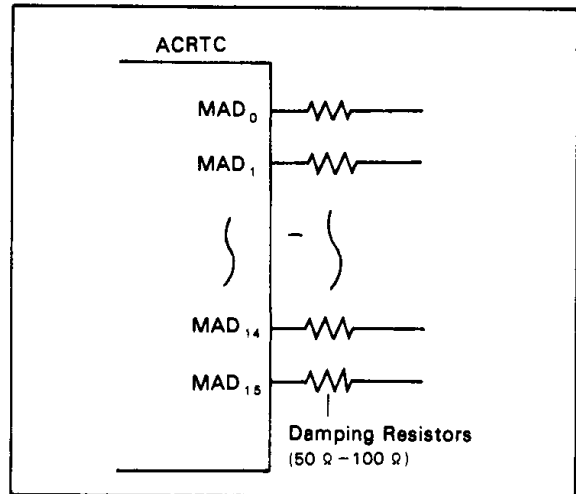 ACRTC
MAD₀
MAD₁
MAD₁₄
MAD₁₅
Damping Resistors
(50 Ω – 100 Ω)